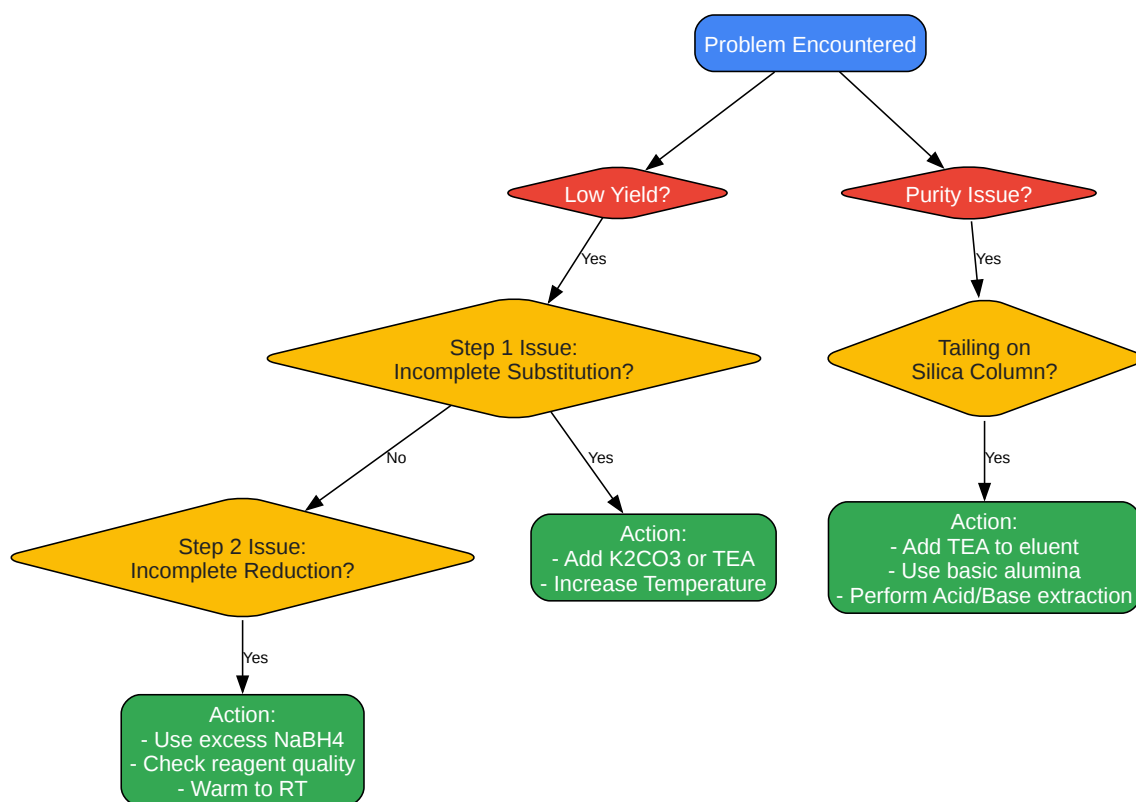 Problem Encountered
Low Yield?
Purity Issue?
Yes
Yes
Step 1 Issue:
Incomplete Substitution?
Tailing on
Silica Column?
No
Yes
Yes
Step 2 Issue:
Incomplete Reduction?
Action:
- Add K2CO3 or TEA
- Increase Temperature
Action:
- Add TEA to eluent
- Use basic alumina
- Perform Acid/Base extraction
Yes
Action:
- Use excess NaBH4
- Check reagent quality
- Warm to RT